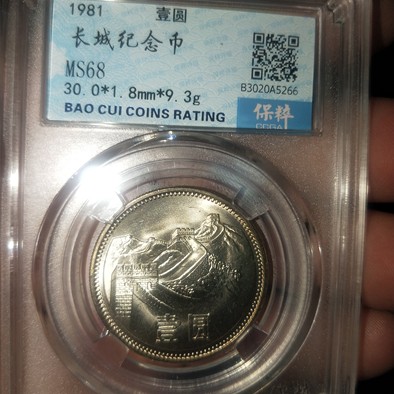 1981 壹圆
长城纪念币
MS68
30.0*1.8mm*9.3g
BAO CUI COINS RATING
B3020A5266
保粹
壹圆